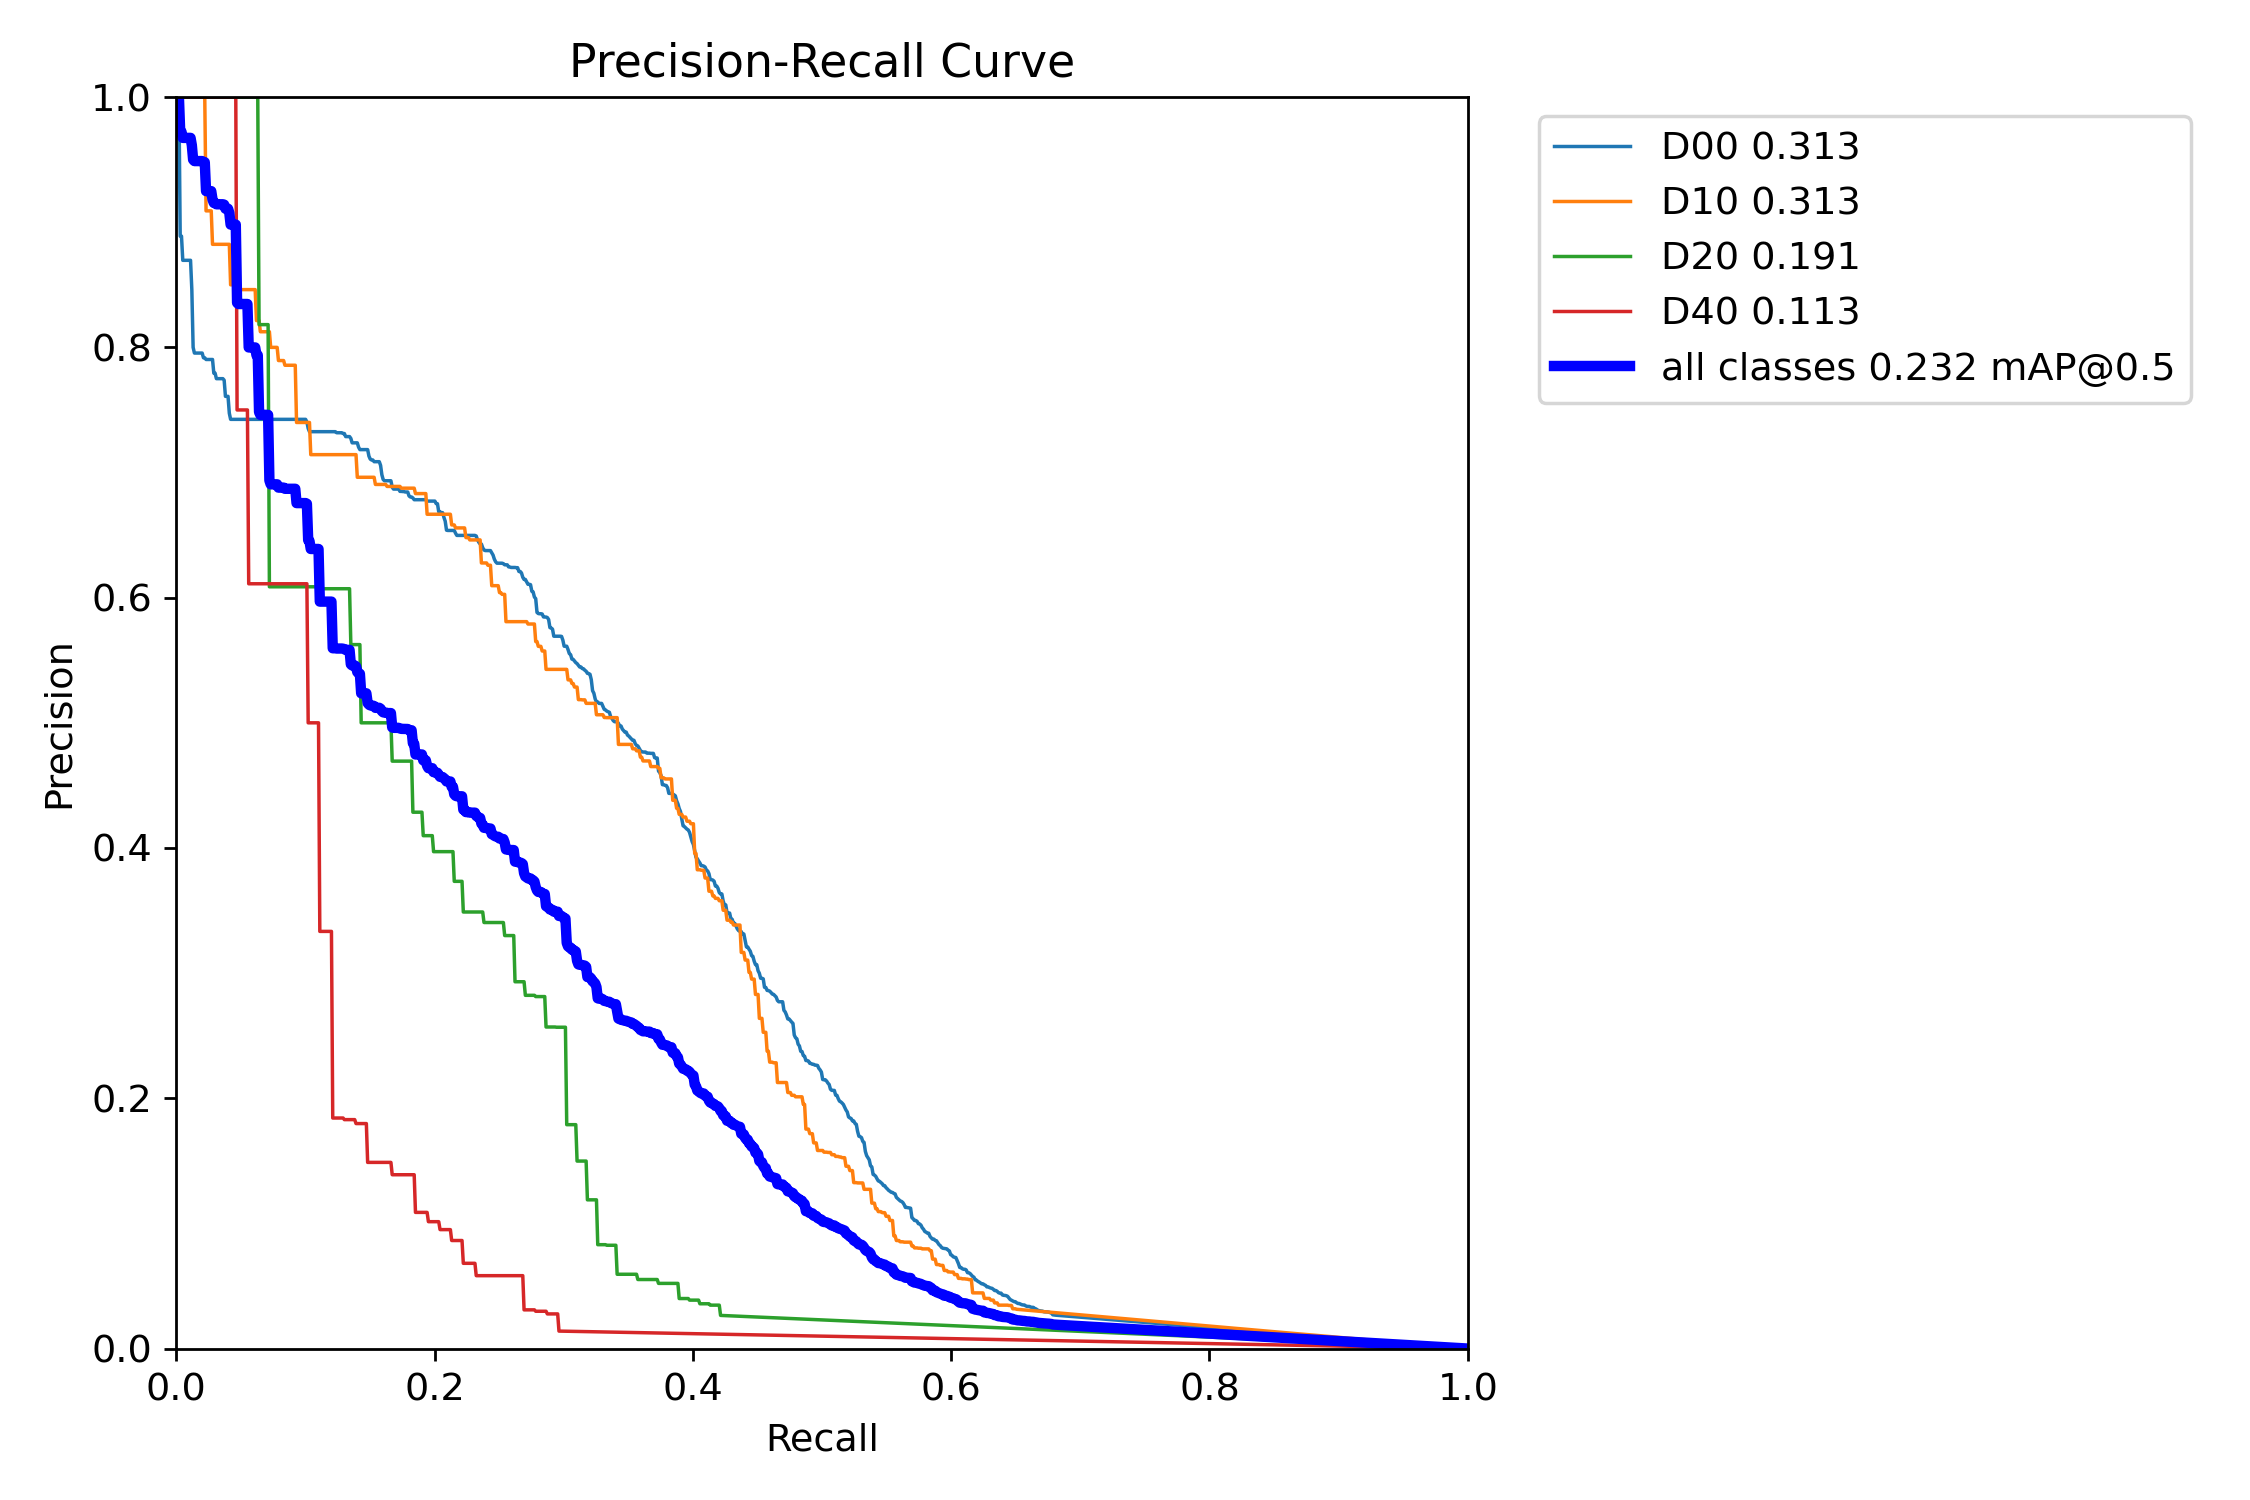 Precision-Recall Curve
1.0
0.8
0.6
0.4
0.2
0.0
Precision
0.0 0.2 0.4 0.6 0.8 1.0
Recall
D00 0.313
D10 0.313
D20 0.191
D40 0.113
all classes 0.232 mAP@0.5